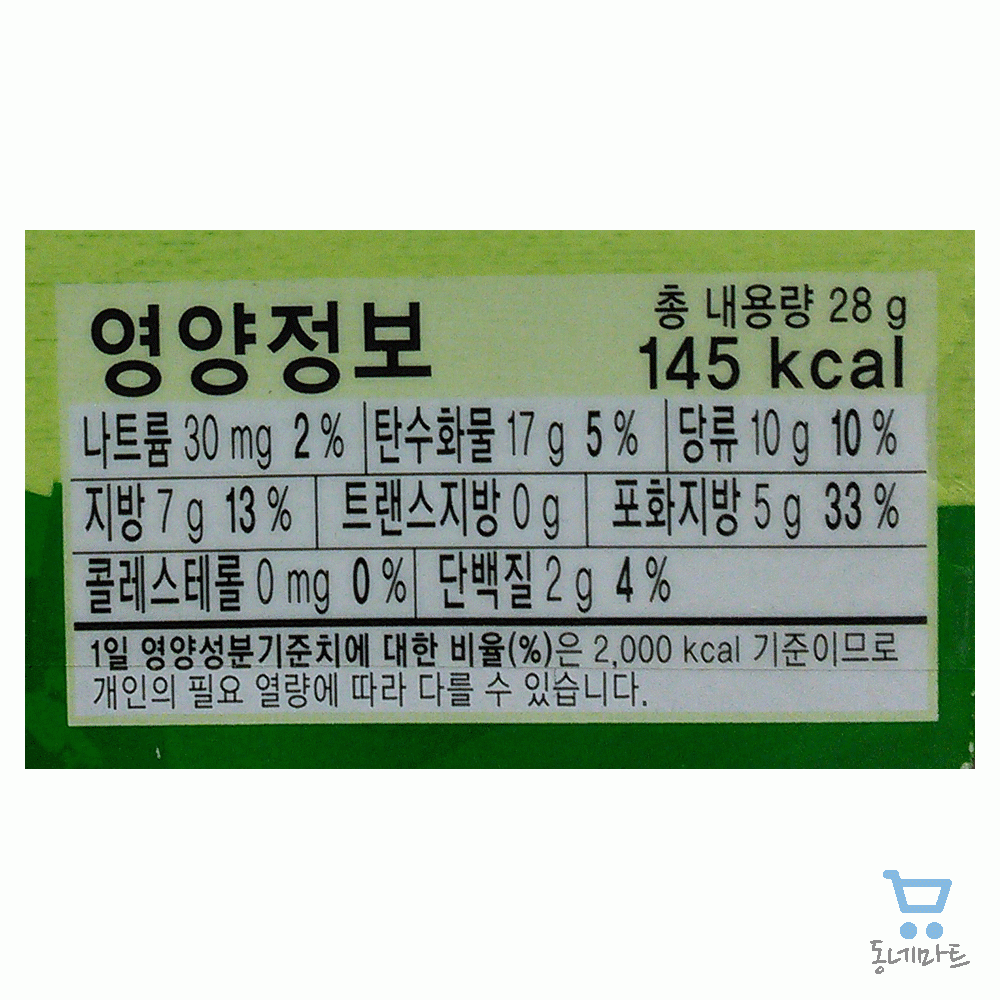 영양정보
총 내용량 28 g
145 kcal
나트륨 30 mg 2 % 탄수화물 17 g 5 % 당류 10 g 10 %
지방 7 g 13 % 트랜스지방 0 g 포화지방 5 g 33 %
콜레스테롤 0 mg 0 % 단백질 2 g 4 %
1일 영양성분기준치에 대한 비율(%)은 2,000 kcal 기준이므로
개인의 필요 열량에 따라 다를 수 있습니다.
동네마트